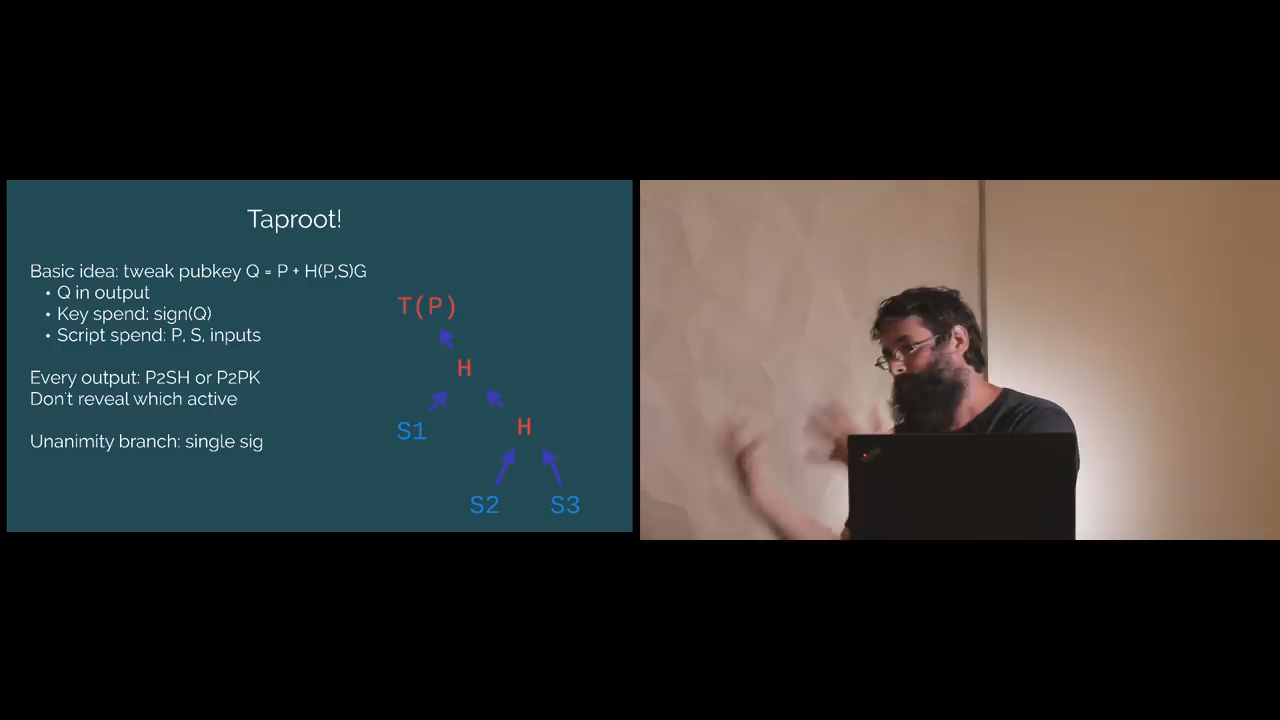 Taproot!
Basic idea: tweak pubkey Q = P + H(P,S)G
• Q in output
• Key spend: sign(Q)
• Script spend: P, S, inputs
Every output: P2SH or P2PK
Don't reveal which active
Unanimity branch: single sig
T(P)
H
S1
H
S2 S3